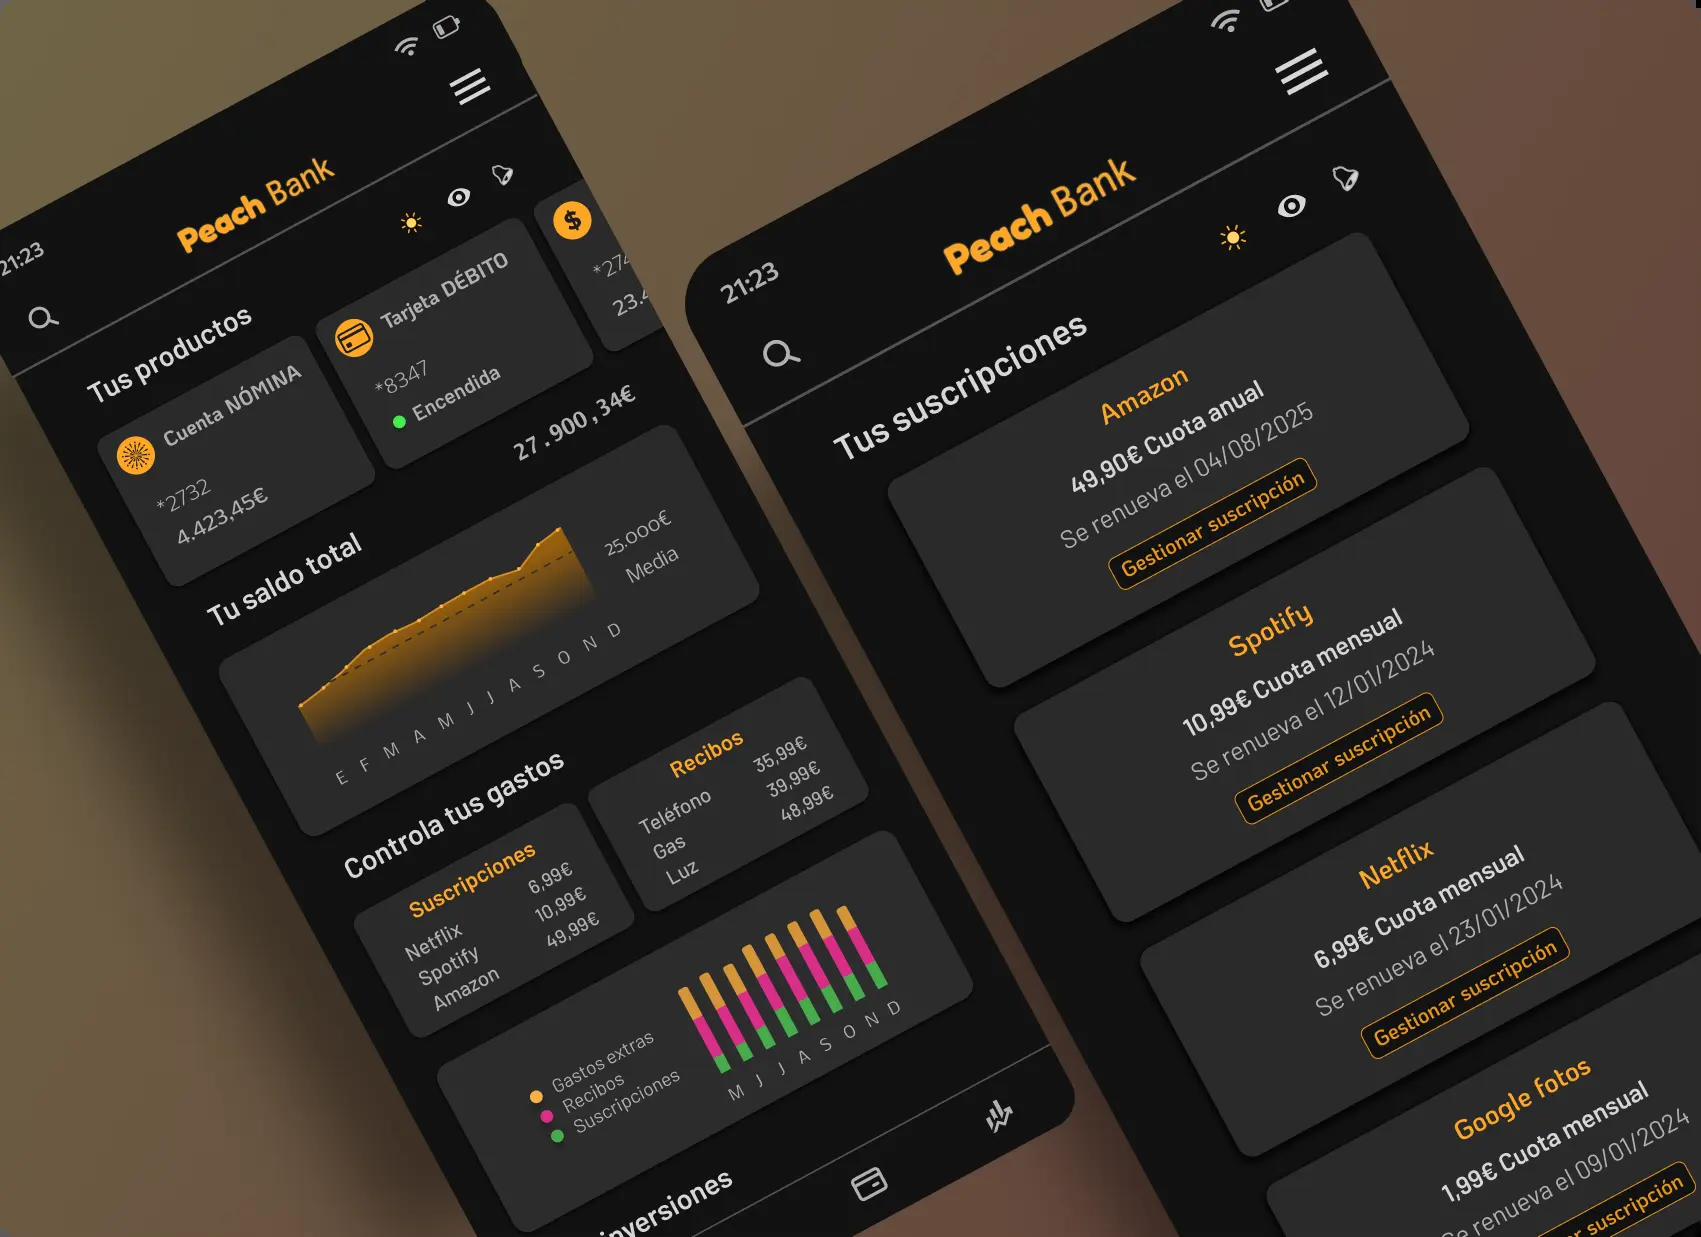 21:23
Peach Bank
Tus productos
Cuenta NÓMINA
*2732
4.423,45€
Tarjeta DÉBITO
*8347
Encendida
Tu saldo total
27.900,34€
25.000€
Media
E F M A M J J A S O N D
Controla tus gastos
Suscripciones
Netflix 6,99€
Spotify 10,99€
Amazon 49,99€
Recibos
Teléfono 35,99€
Gas 39,99€
Luz 48,99€
Gastos extras
Recibos
Suscripciones
M J J A S O N D
inversiones
21:23
Peach Bank
Tus suscripciones
Amazon
49,90€ Cuota anual
Se renueva el 04/08/2025
Gestionar suscripción
Spotify
10,99€ Cuota mensual
Se renueva el 12/01/2024
Gestionar suscripción
Netflix
6,99€ Cuota mensual
Se renueva el 23/01/2024
Gestionar suscripción
Google fotos
1,99€ Cuota mensual
Se renueva el 09/01/2024
suscripción